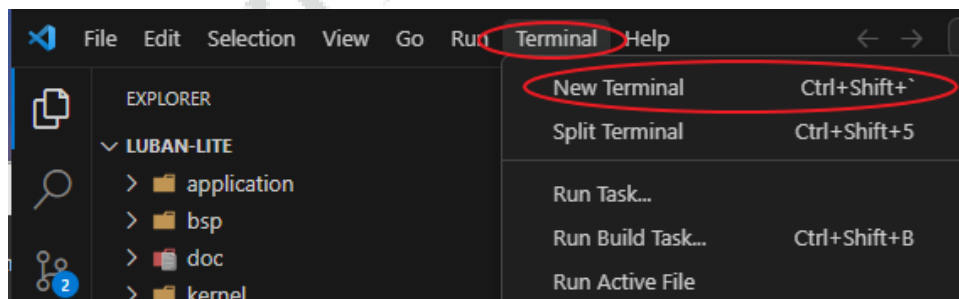 File Edit Selection View Go Run Terminal Help
EXPLORER
LUBAN-LITE
application
bsp
doc
kernel
2
New Terminal Ctrl+Shift+`
Split Terminal Ctrl+Shift+5
Run Task...
Run Build Task... Ctrl+Shift+B
Run Active File